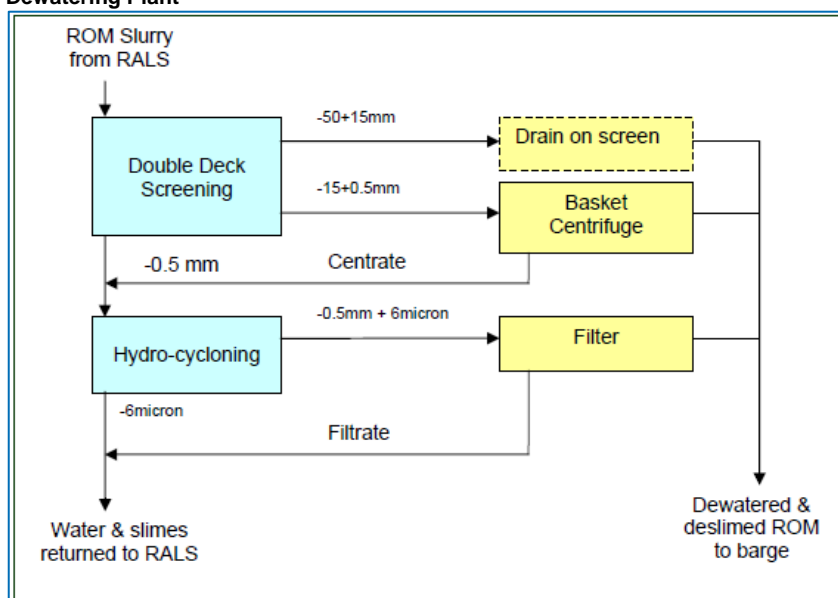 Dewatering Plant
ROM Slurry
from RALS
-50+15mm
Drain on screen
Double Deck
Screening
-15+0.5mm
Basket
Centrifuge
-0.5 mm
Centrate
-0.5mm + 6micron
Filter
Hydro-cycloning
-6micron
Filtrate
Water & slimes
returned to RALS
Dewatered &
deslimed ROM
to barge